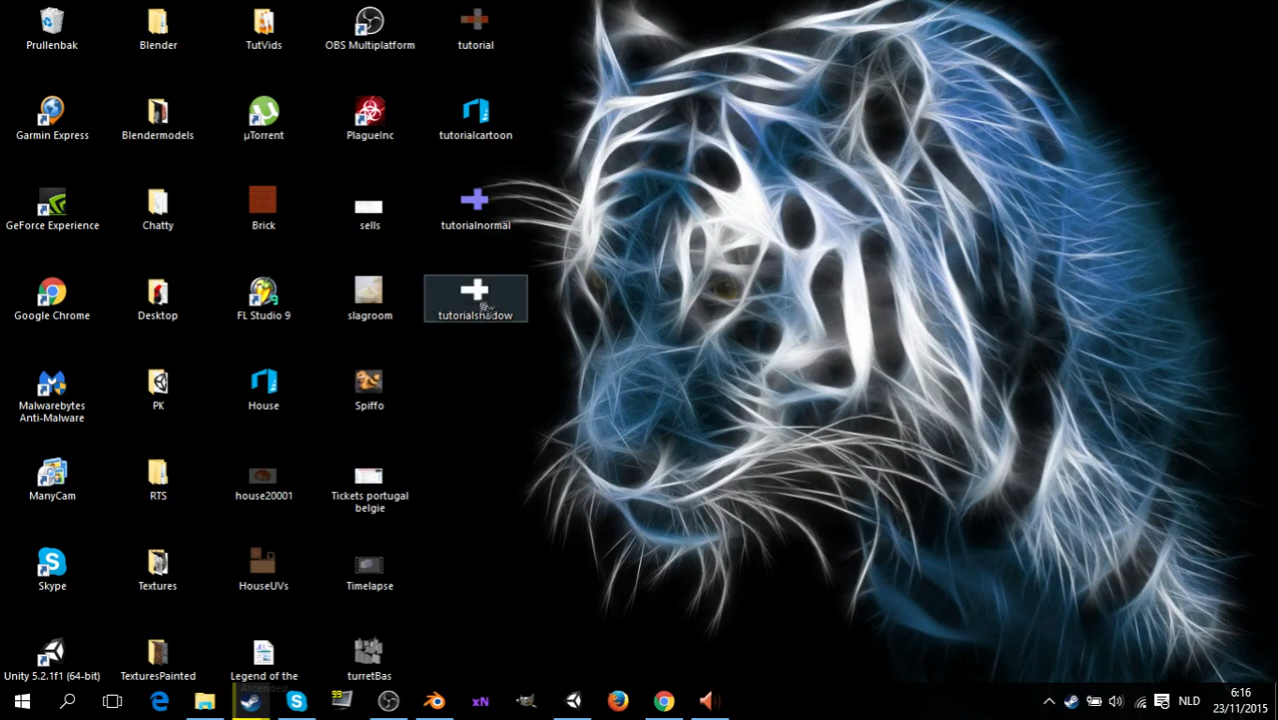 Prullenbak
Blender
TutVids
OBS Multiplatform
tutorial
Garmin Express
Blendermodels
µTorrent
PlagueInc
tutorialcartoon
GeForce Experience
Chatty
Brick
sells
tutorialnormal
Google Chrome
Desktop
FL Studio 9
slagroom
tutorialshadow
Malwarebytes
Anti-Malware
PK
House
Spiffo
ManyCam
RTS
house20001
Tickets portugal
belgie
Skype
Textures
HouseUVs
Timelapse
Unity 5.2.1f1 (64-bit)
TexturesPainted
Legend of the
Ascended
turretBas
99
xN
NLD
6:16
23/11/2015